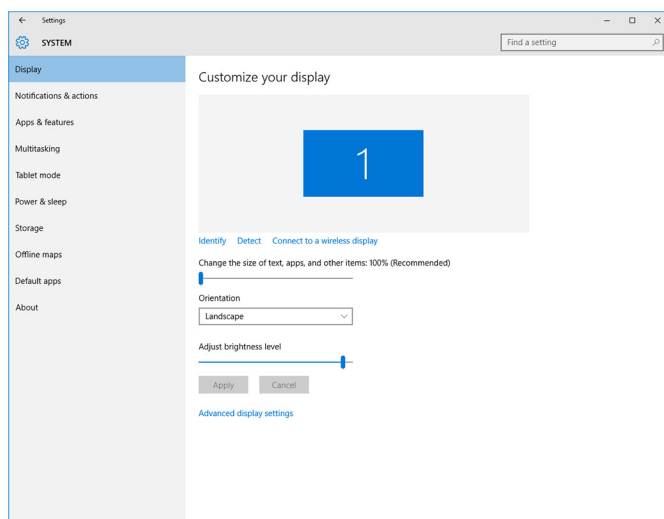 Settings
SYSTEM
Find a setting
Display
Notifications & actions
Apps & features
Multitasking
Tablet mode
Power & sleep
Storage
Offline maps
Default apps
About
Customize your display
1
Identify Detect Connect to a wireless display
Change the size of text, apps, and other items: 100% (Recommended)
Orientation
Landscape
Adjust brightness level
Apply Cancel
Advanced display settings